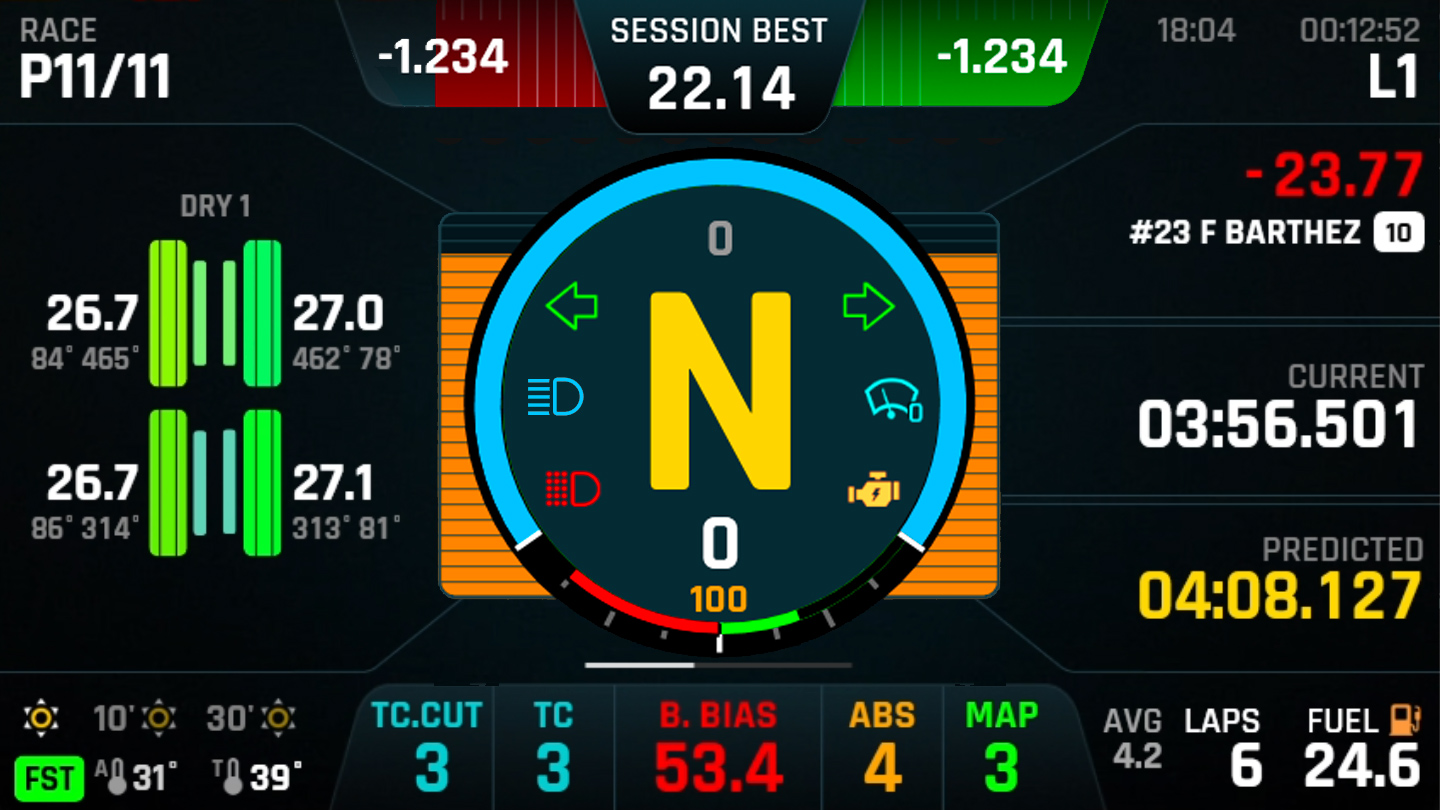 RACE
P11/11
-1.234
SESSION BEST
22.14
-1.234
18:04 00:12:52
L1
DRY 1
26.7 27.0
84° 465° 462° 78°
26.7 27.1
86° 314° 313° 81°
0
N
0
0
100
- 23.77
#23 F BARTHEZ 10
CURRENT
03:56.501
PREDICTED
04:08.127
10' 30'
FST A 31° T 39°
TC.CUT
3
TC
3
B. BIAS
53.4
ABS
4
MAP
3
AVG
4.2
LAPS
6
FUEL
24.6